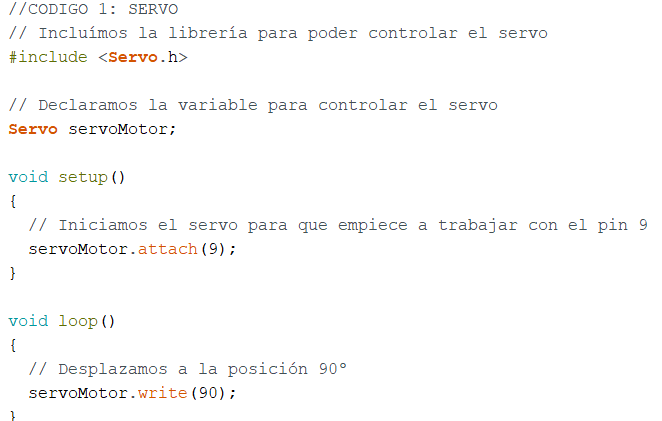 //CODIGO 1: SERVO
// Incluímos la librería para poder controlar el servo
#include <Servo.h>

// Declaramos la variable para controlar el servo
Servo servoMotor;

void setup()
{
  // Iniciamos el servo para que empiece a trabajar con el pin 9
  servoMotor.attach(9);
}

void loop()
{
  // Desplazamos a la posición 90º
  servoMotor.write(90);
}